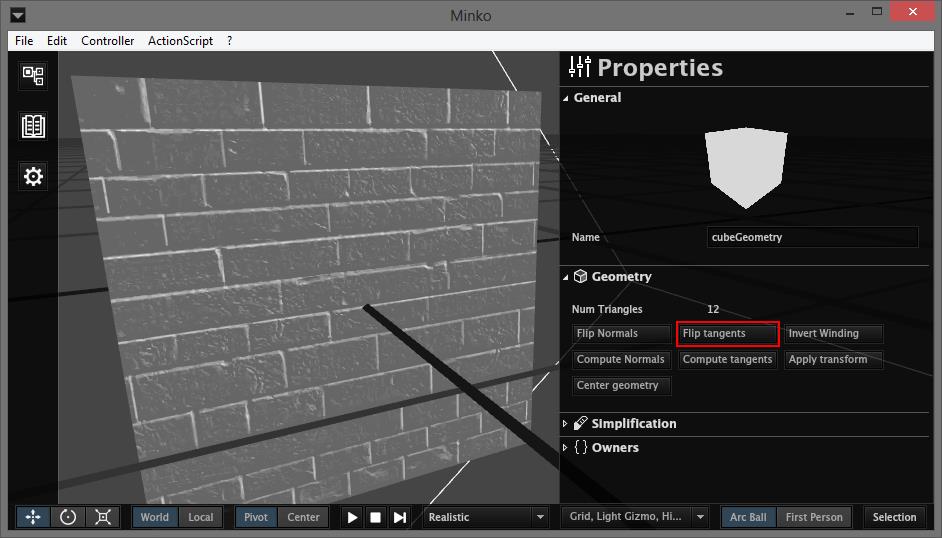 Minko
File Edit Controller ActionScript ?
Properties
General
Name cubeGeometry
Geometry
Num Triangles 12
Flip Normals Flip tangents Invert Winding
Compute Normals Compute tangents Apply transform
Center geometry
Simplification
{} Owners
World Local Pivot Center Realistic Grid, Light Gizmo, Hi... Arc Ball First Person Selection